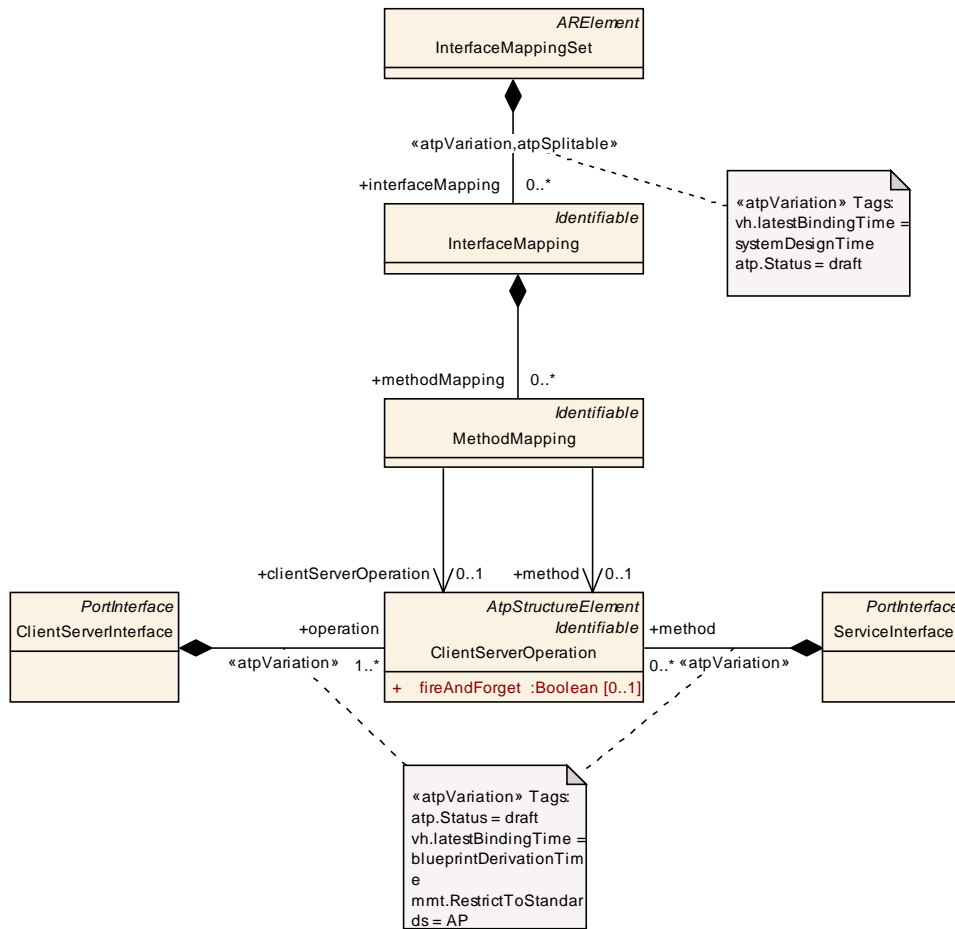 ARElement
InterfaceMappingSet
«atpVariation,atpSplitable»
+interfaceMapping 0..*
«atpVariation» Tags:
vh.latestBindingTime =
systemDesignTime
atp.Status = draft
Identifiable
InterfaceMapping
+methodMapping 0..*
Identifiable
MethodMapping
+clientServerOperation 0..1 +method 0..1
PortInterface
ClientServerInterface
+operation
«atpVariation» 1..*
AtpStructureElement
Identifiable
ClientServerOperation
+ fireAndForget :Boolean [0..1]
+method
0..* «atpVariation»
PortInterface
ServiceInterface
«atpVariation» Tags:
atp.Status = draft
vh.latestBindingTime =
blueprintDerivationTim
e
mmt.RestrictToStandar
ds = AP